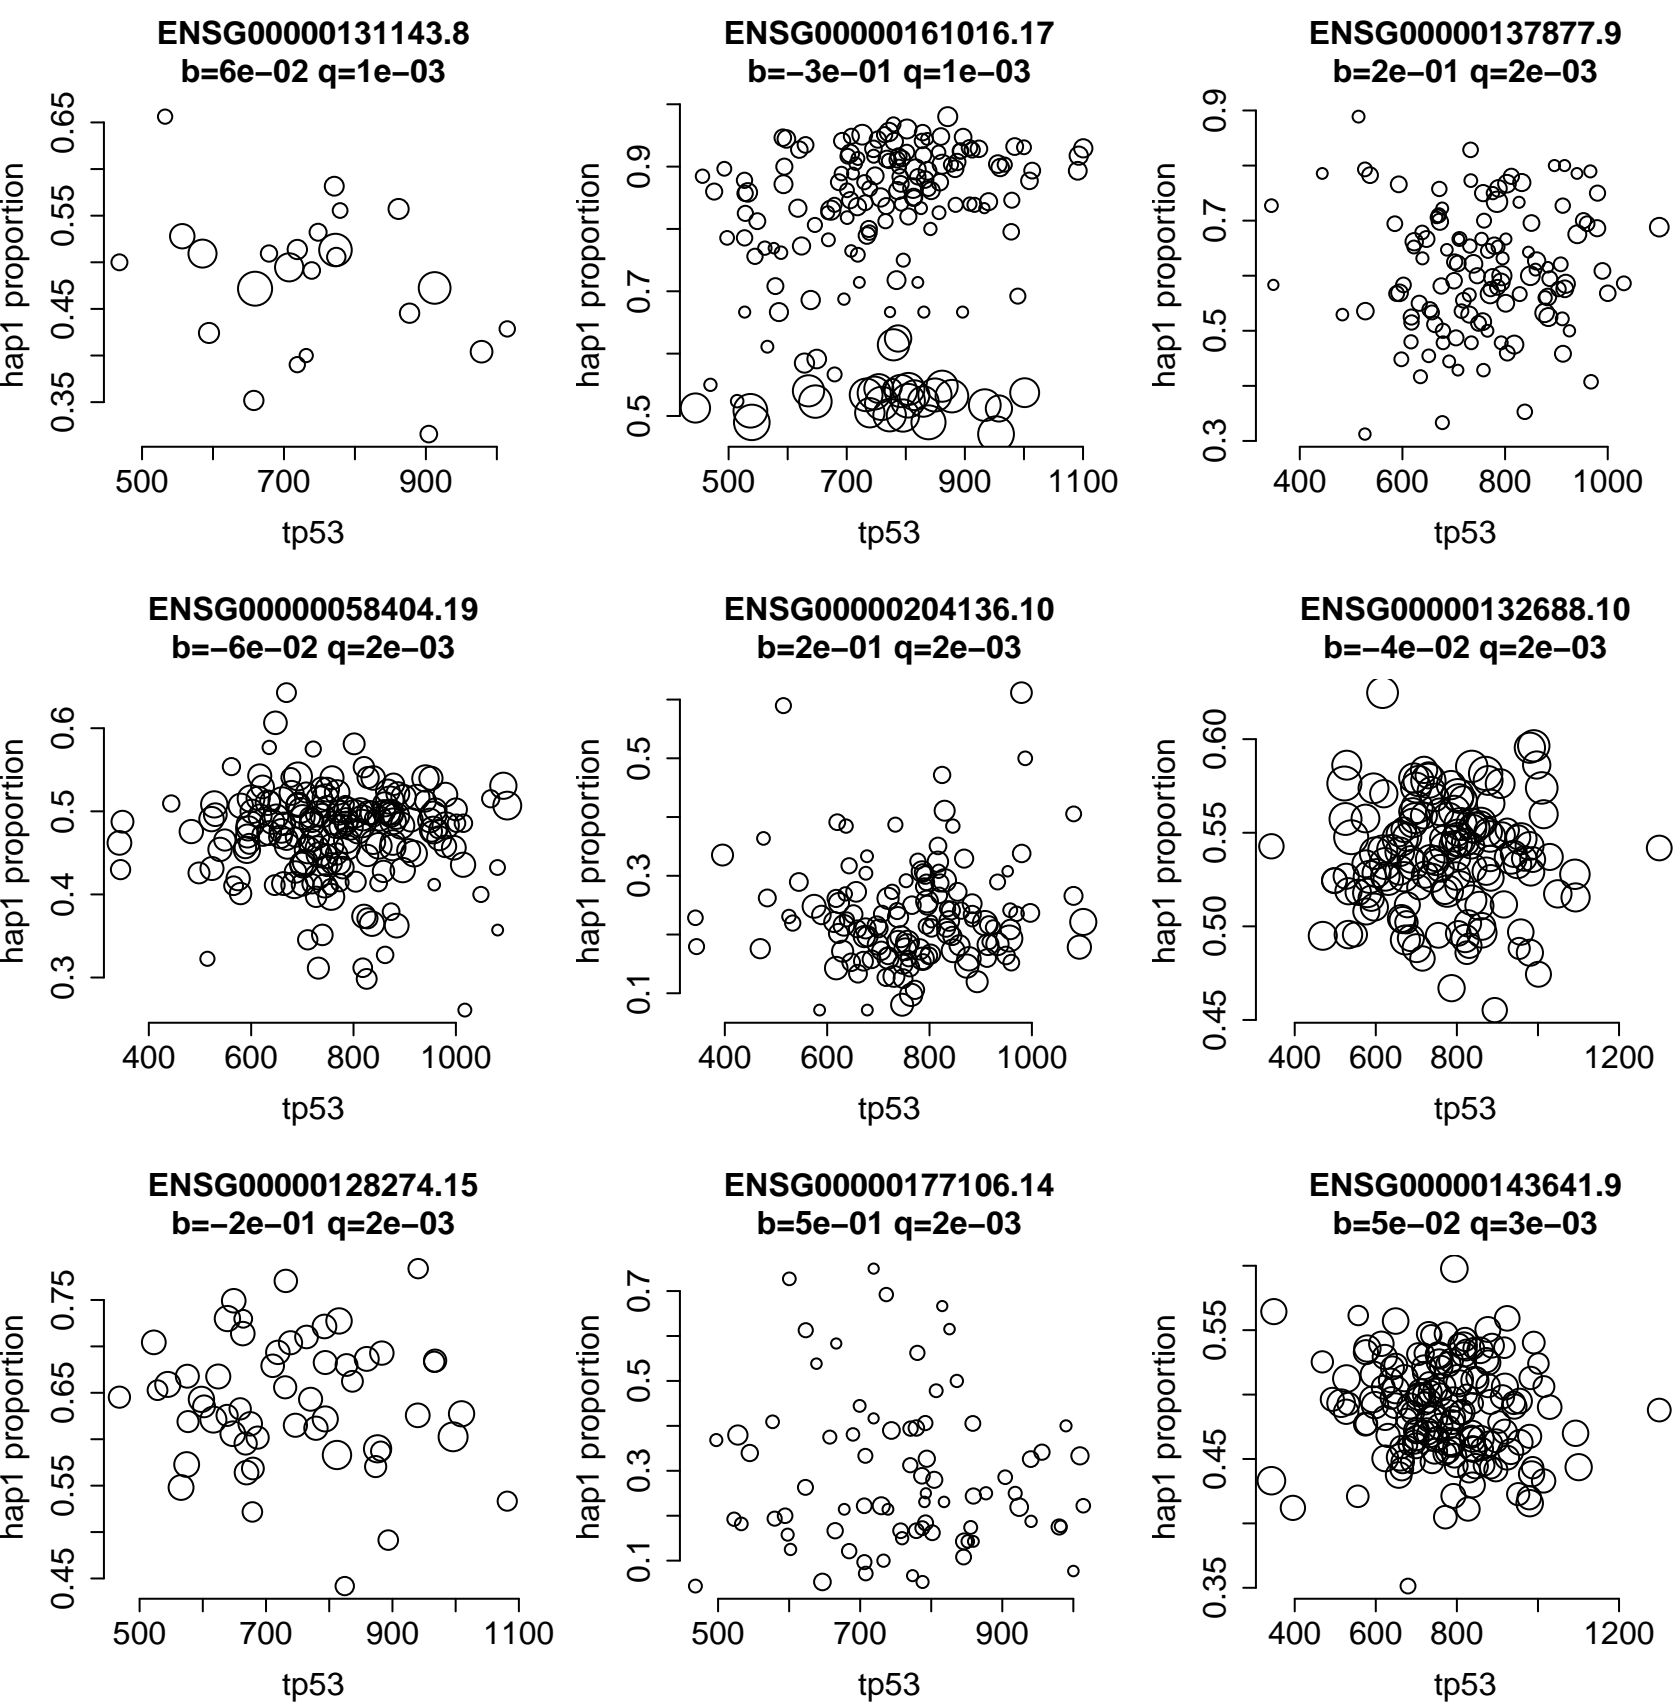 ENSG00000131143.8
b=6e−02 q=1e−03
hap1 proportion
0.35 0.45 0.55 0.65
500 700 900
tp53
ENSG00000161016.17
b=−3e−01 q=1e−03
hap1 proportion
0.5 0.7 0.9
500 700 900 1100
tp53
ENSG00000137877.9
b=2e−01 q=2e−03
hap1 proportion
0.3 0.5 0.7 0.9
400 600 800 1000
tp53
ENSG00000058404.19
b=−6e−02 q=2e−03
hap1 proportion
0.3 0.4 0.5 0.6
400 600 800 1000
tp53
ENSG00000204136.10
b=2e−01 q=2e−03
hap1 proportion
0.1 0.3 0.5
400 600 800 1000
tp53
ENSG00000132688.10
b=−4e−02 q=2e−03
hap1 proportion
0.45 0.50 0.55 0.60
400 600 800 1200
tp53
ENSG00000128274.15
b=−2e−01 q=2e−03
hap1 proportion
0.45 0.55 0.65 0.75
500 700 900 1100
tp53
ENSG00000177106.14
b=5e−01 q=2e−03
hap1 proportion
0.1 0.3 0.5 0.7
500 700 900
tp53
ENSG00000143641.9
b=5e−02 q=3e−03
hap1 proportion
0.35 0.45 0.55
400 600 800 1200
tp53